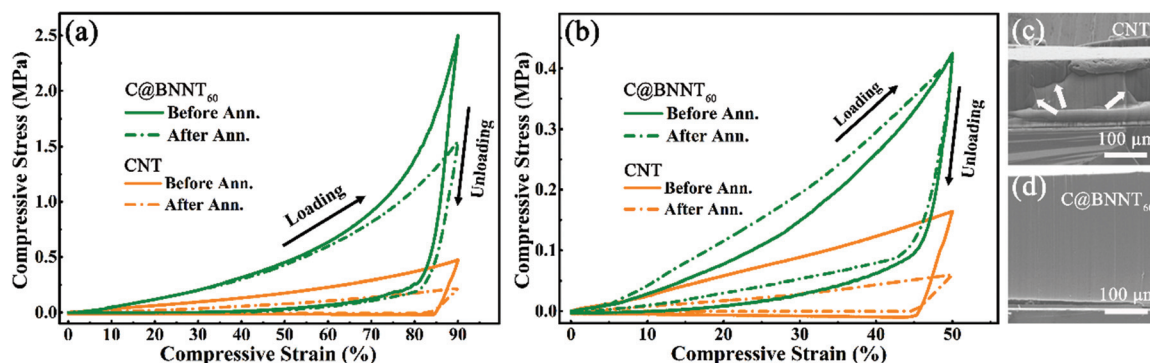 (a)
Compressive Stress (MPa)
2.5
2.0
1.5
1.0
0.5
0.0
C@BNNT60
Before Ann.
After Ann.
CNT
Before Ann.
After Ann.
Loading
Unloading
0 10 20 30 40 50 60 70 80 90
Compressive Strain (%)
(b)
Compressive Stress (MPa)
0.4
0.3
0.2
0.1
0.0
C@BNNT60
Before Ann.
After Ann.
CNT
Before Ann.
After Ann.
Loading
Unloading
0 10 20 30 40 50
Compressive Strain (%)
(c) CNT
100 μm
(d)
C@BNNT60
100 μm